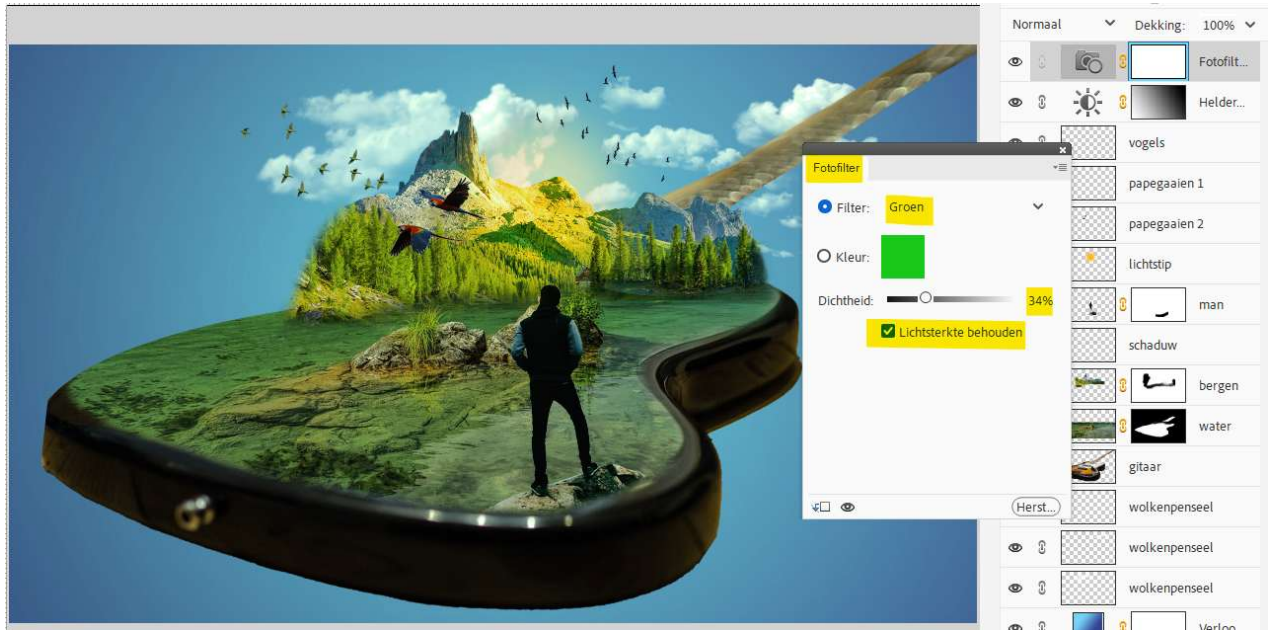 Normaal Dekking: 100%
Fotofilt...
Helder...
vogels
Fotofilter
papegaaien 1
Filter: Groen
papegaaien 2
Kleur:
lichtstip
Dichtheid: 34%
man
Lichtsterkte behouden
schaduw
bergen
water
gitaar
Herst...
wolkenpenseel
wolkenpenseel
wolkenpenseel
Verloo...